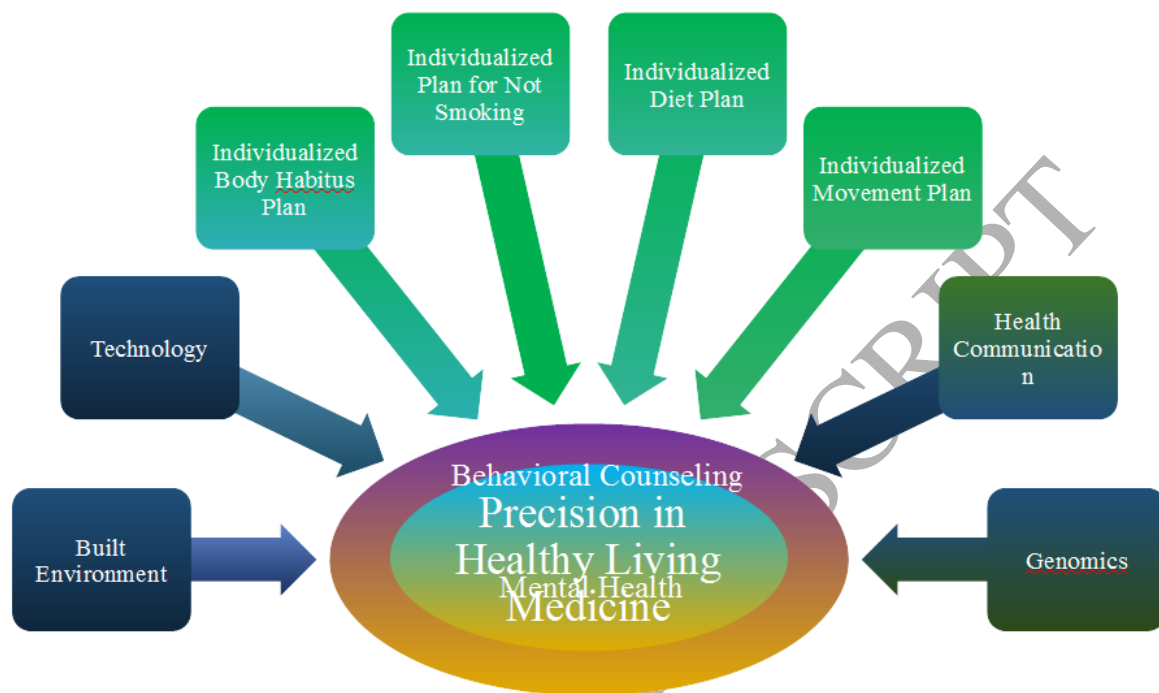 Individualized
Plan for Not
Smoking
Individualized
Diet Plan
Individualized
Body Habitus
Plan
Individualized
Movement Plan
Technology
Health
Communicatio
n
Built
Environment
Genomics
Behavioral Counseling
Precision in
Healthy Living
Mental Health
Medicine
SCRIPT